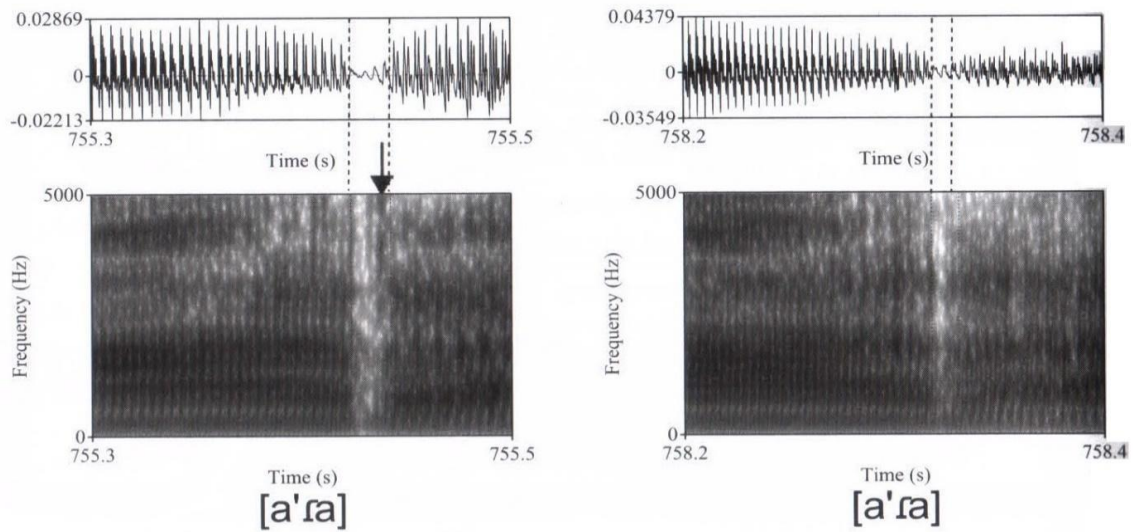 0.02869
0
-0.02213
755.3 755.5
Time (s)
5000
Frequency (Hz)
0
755.3 755.5
Time (s)
[a'ɾa]
0.04379
0
-0.03549
758.2 758.4
Time (s)
5000
Frequency (Hz)
0
758.2 758.4
Time (s)
[a'ɾa]